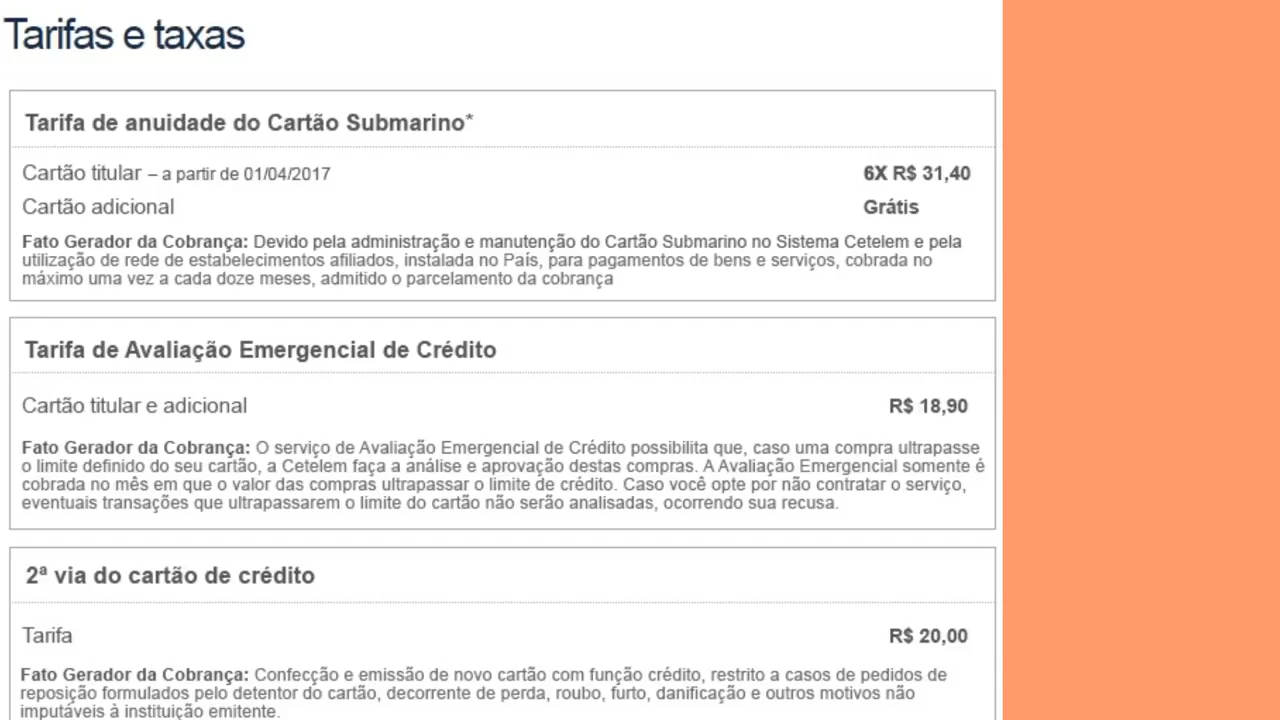 Tarifas e taxas
Tarifa de anuidade do Cartão Submarino*
Cartão titular – a partir de 01/04/2017 6X R$ 31,40
Cartão adicional Grátis
Fato Gerador da Cobrança: Devido pela administração e manutenção do Cartão Submarino no Sistema Cetelem e pela
utilização de rede de estabelecimentos afiliados, instalada no País, para pagamentos de bens e serviços, cobrada no
máximo uma vez a cada doze meses, admitido o parcelamento da cobrança
Tarifa de Avaliação Emergencial de Crédito
Cartão titular e adicional R$ 18,90
Fato Gerador da Cobrança: O serviço de Avaliação Emergencial de Crédito possibilita que, caso uma compra ultrapasse
o limite definido do seu cartão, a Cetelem faça a análise e aprovação destas compras. A Avaliação Emergencial somente é
cobrada no mês em que o valor das compras ultrapassar o limite de crédito. Caso você opte por não contratar o serviço,
eventuais transações que ultrapassarem o limite do cartão não serão analisadas, ocorrendo sua recusa.
2ª via do cartão de crédito
Tarifa R$ 20,00
Fato Gerador da Cobrança: Confecção e emissão de novo cartão com função crédito, restrito a casos de pedidos de
reposição formulados pelo detentor do cartão, decorrente de perda, roubo, furto, danificação e outros motivos não
imputáveis à instituição emitente.